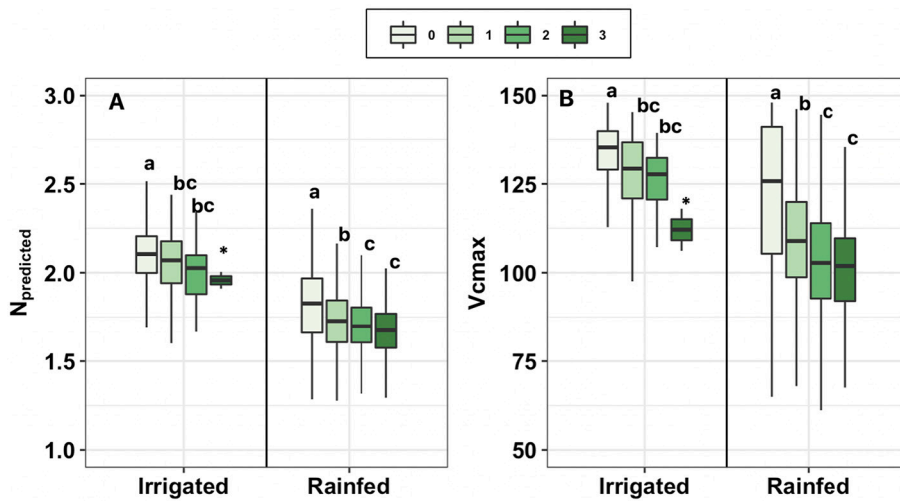 0 1 2 3
A
N predicted
3.0
2.5
2.0
1.5
1.0
a
bc
bc
*
a
b
c
c
Irrigated
Rainfed
B
Vcmax
150
125
100
75
50
a
bc
bc
*
a
b
c
c
Irrigated
Rainfed